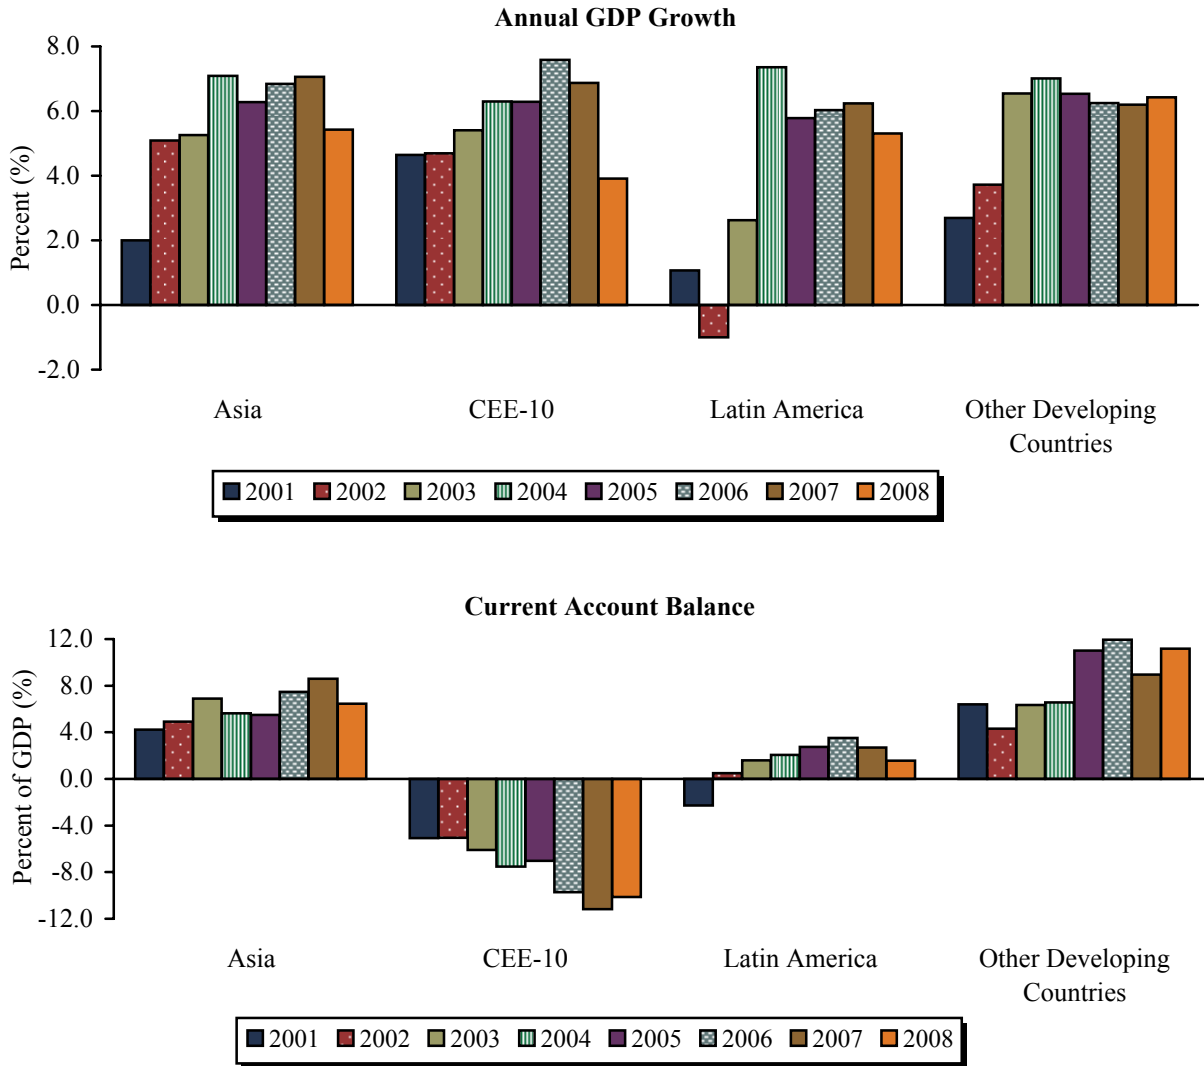 Annual GDP Growth
Percent (%)
8.0
6.0
4.0
2.0
0.0
-2.0
Asia
CEE-10
Latin America
Other Developing
Countries
2001 2002 2003 2004 2005 2006 2007 2008
Current Account Balance
Percent of GDP (%)
12.0
8.0
4.0
0.0
-4.0
-8.0
-12.0
Asia
CEE-10
Latin America
Other Developing
Countries
2001 2002 2003 2004 2005 2006 2007 2008